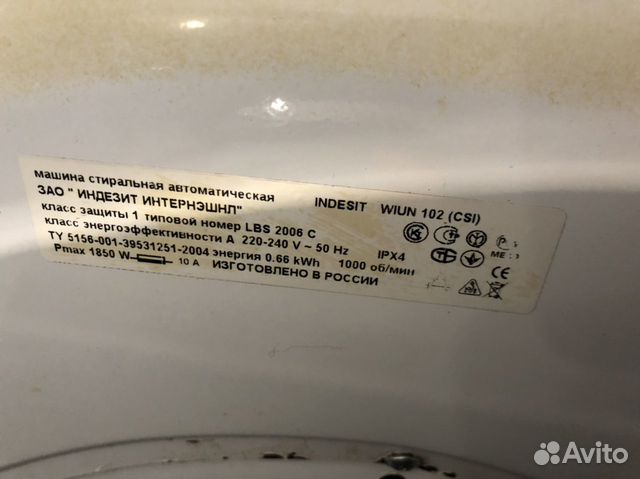 машина стиральная автоматическая
INDESIT WIUN 102 (CSI)
ЗАО " ИНДЕЗИТ ИНТЕРНЭШНЛ"
класс защиты 1 типовой номер LBS 2006 C
класс энергоэффективности А 220-240 V ~ 50 Hz IPX4
ТУ 5156-001-39531251-2004 энергия 0.66 kWh 1000 об/мин
Pmax 1850 W 10 A ИЗГОТОВЛЕНО В РОССИИ
CE
Avito